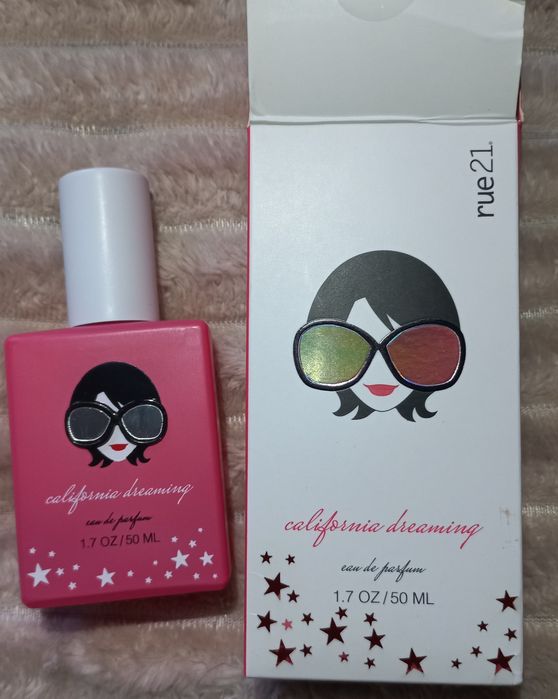 california dreaming
eau de parfum
1.7 OZ/50 ML
rue21
california dreaming
eau de parfum
1.7 OZ/50 ML